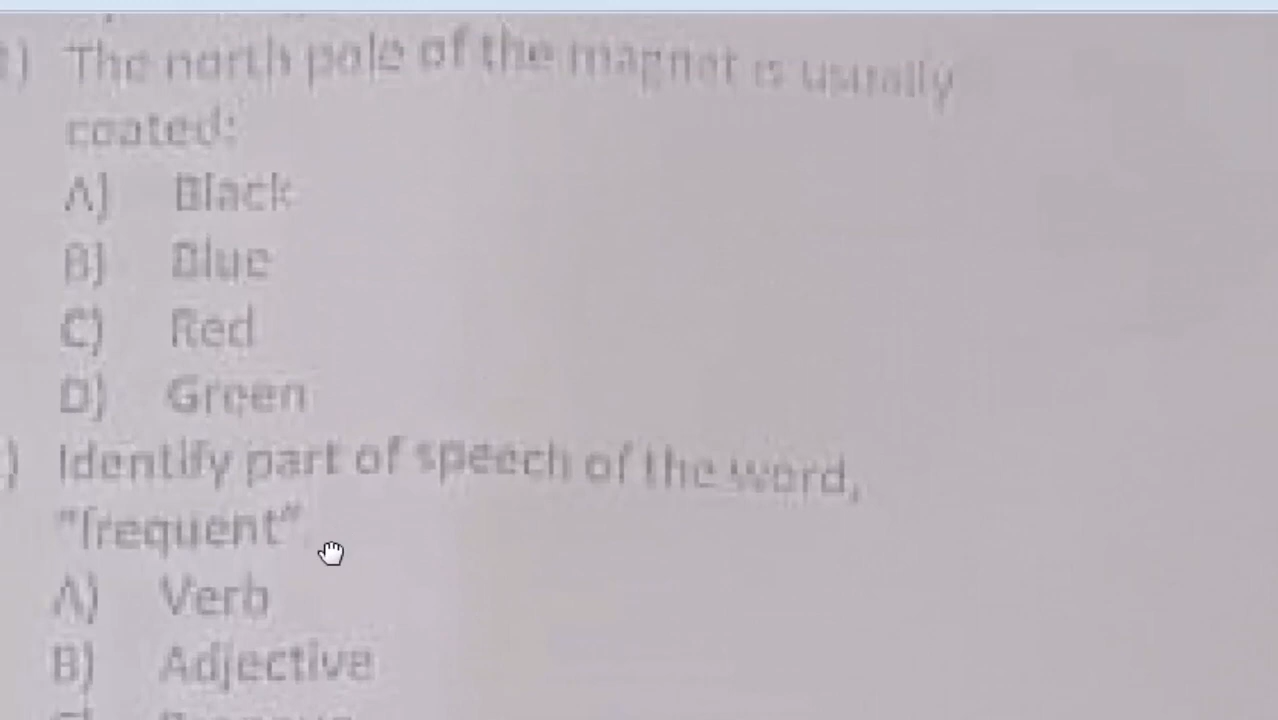 ) The north pole of the magnet is usually
coated:
A) Black
B) Blue
C) Red
D) Green
) Identify part of speech of the word,
"frequent"
A) Verb
B) Adjective